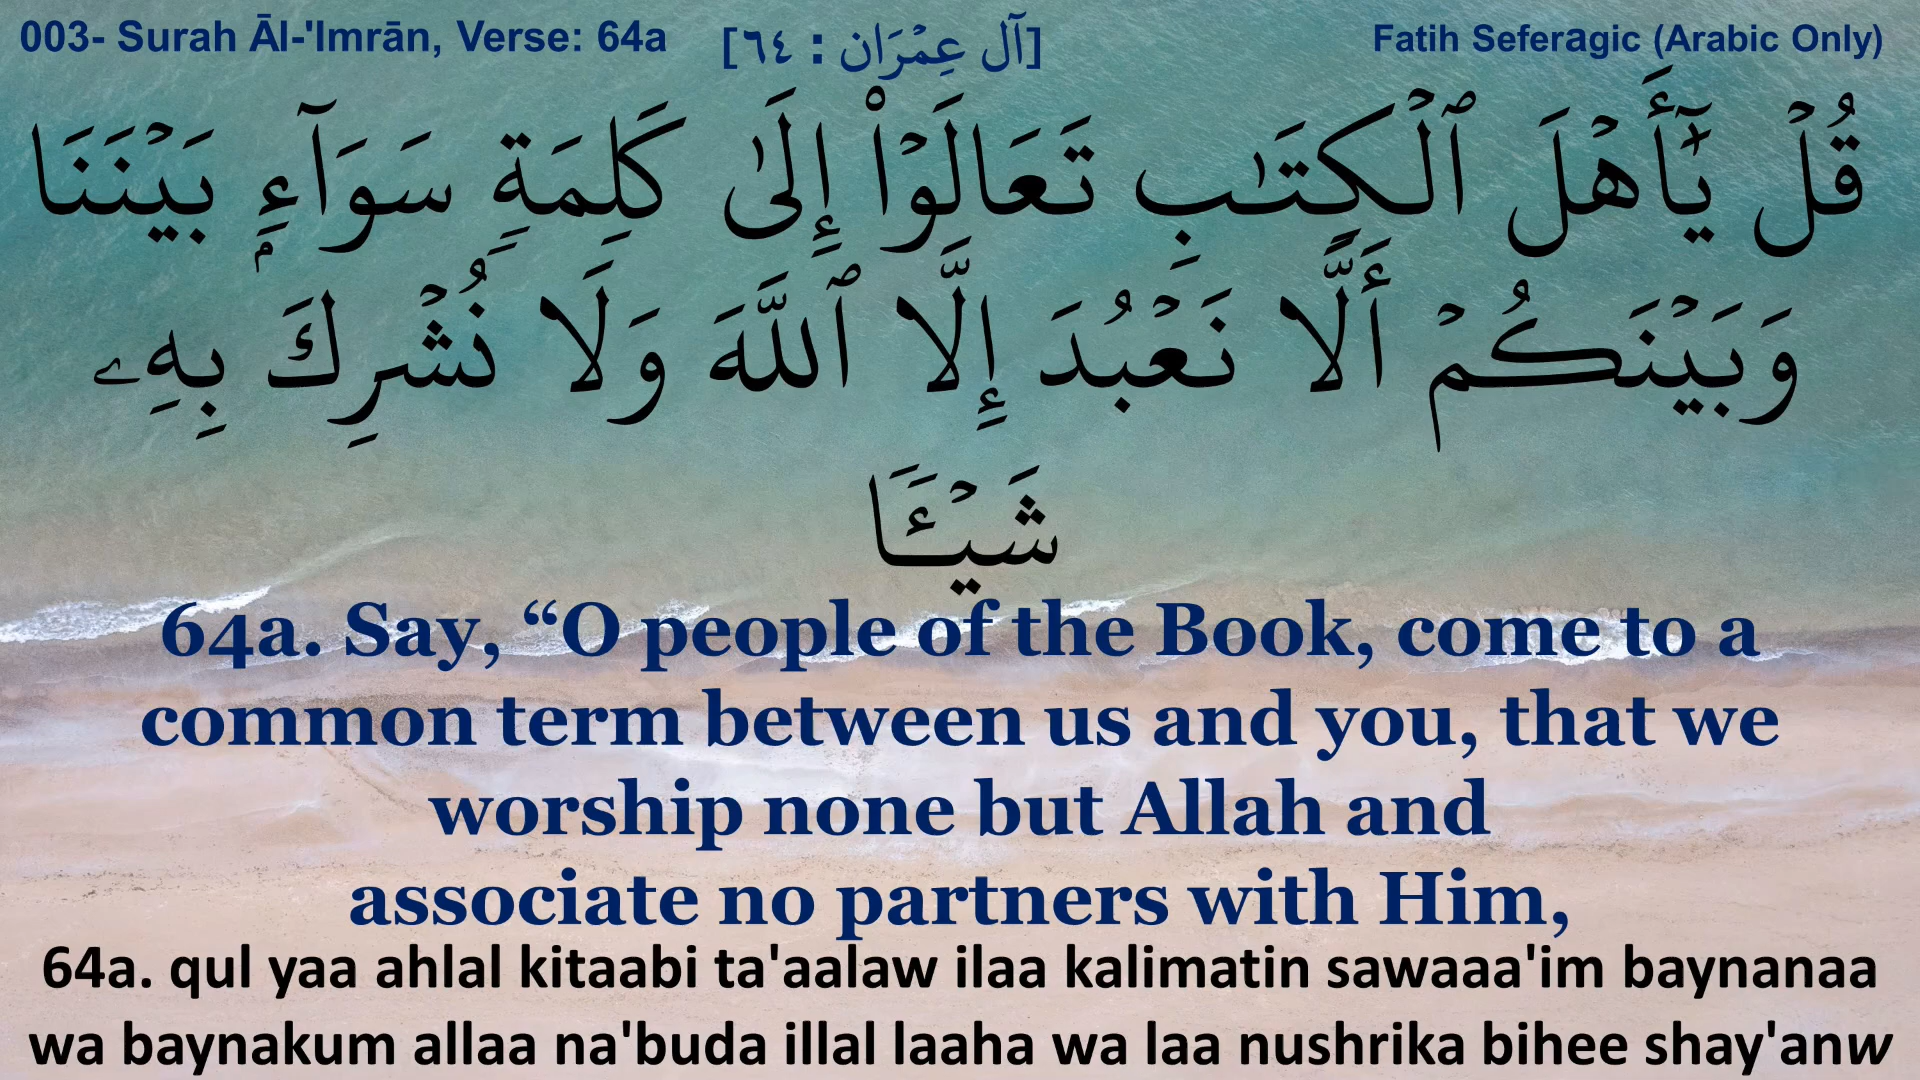 003- Surah Āl-'Imrān, Verse: 64a
[آل عِمْرَان : ٦٤]
Fatih Seferagic (Arabic Only)
قُلۡ يَٰٓأَهۡلَ ٱلۡكِتَٰبِ تَعَالَوۡاْ إِلَىٰ كَلِمَةٖ سَوَآءِۭ بَيۡنَنَا
وَبَيۡنَكُمۡ أَلَّا نَعۡبُدَ إِلَّا ٱللَّهَ وَلَا نُشۡرِكَ بِهِۦ
شَيۡـٔٗا
64a. Say, “O people of the Book, come to a
common term between us and you, that we
worship none but Allah and
associate no partners with Him,
64a. qul yaa ahlal kitaabi ta'aalaw ilaa kalimatin sawaaa'im baynanaa
wa baynakum allaa na'buda illal laaha wa laa nushrika bihee shay'anw